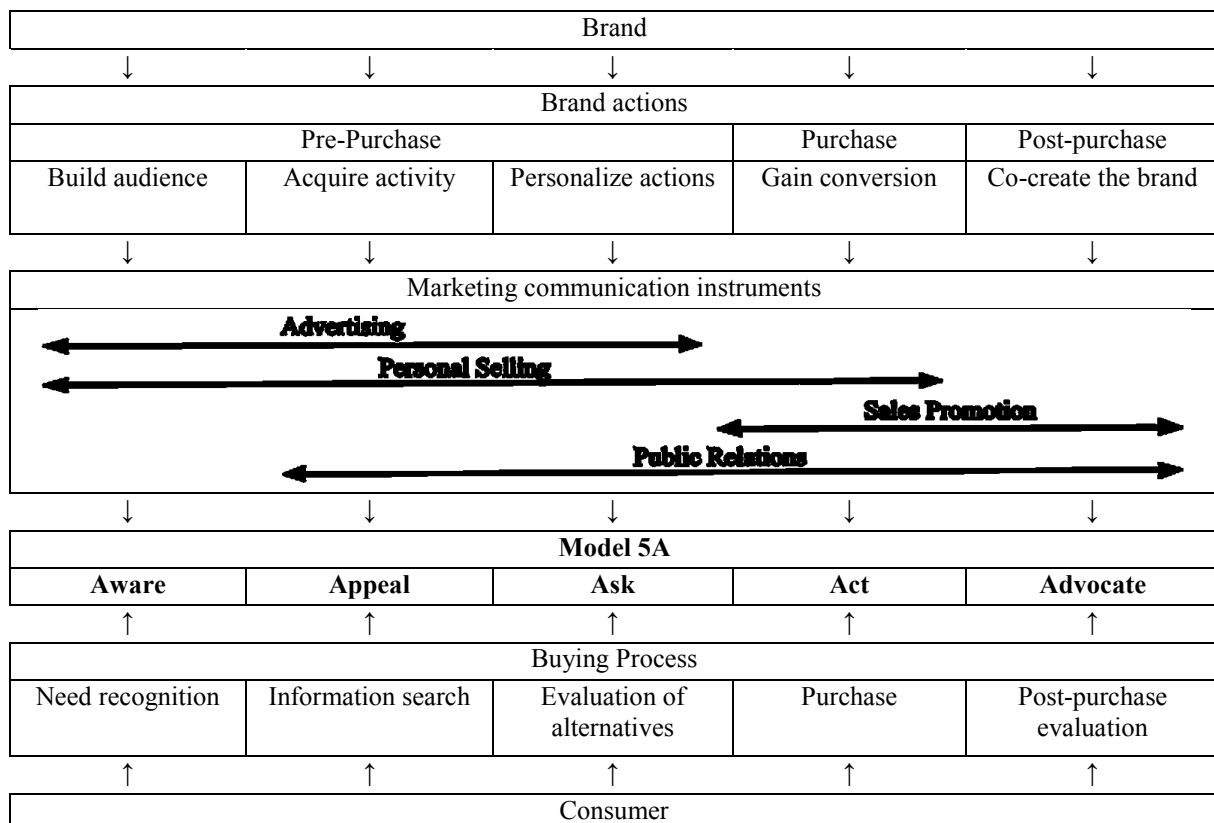 Brand
↓ ↓ ↓ ↓ ↓
Brand actions
Pre-Purchase Purchase Post-purchase
Build audience Acquire activity Personalize actions Gain conversion Co-create the brand
↓ ↓ ↓ ↓ ↓
Marketing communication instruments
Advertising
Personal Selling
Sales Promotion
Public Relations
↓ ↓ ↓ ↓ ↓
Model 5A
Aware Appeal Ask Act Advocate
↑ ↑ ↑ ↑ ↑
Buying Process
Need recognition Information search Evaluation of Purchase Post-purchase
alternatives evaluation
↑ ↑ ↑ ↑ ↑
Consumer